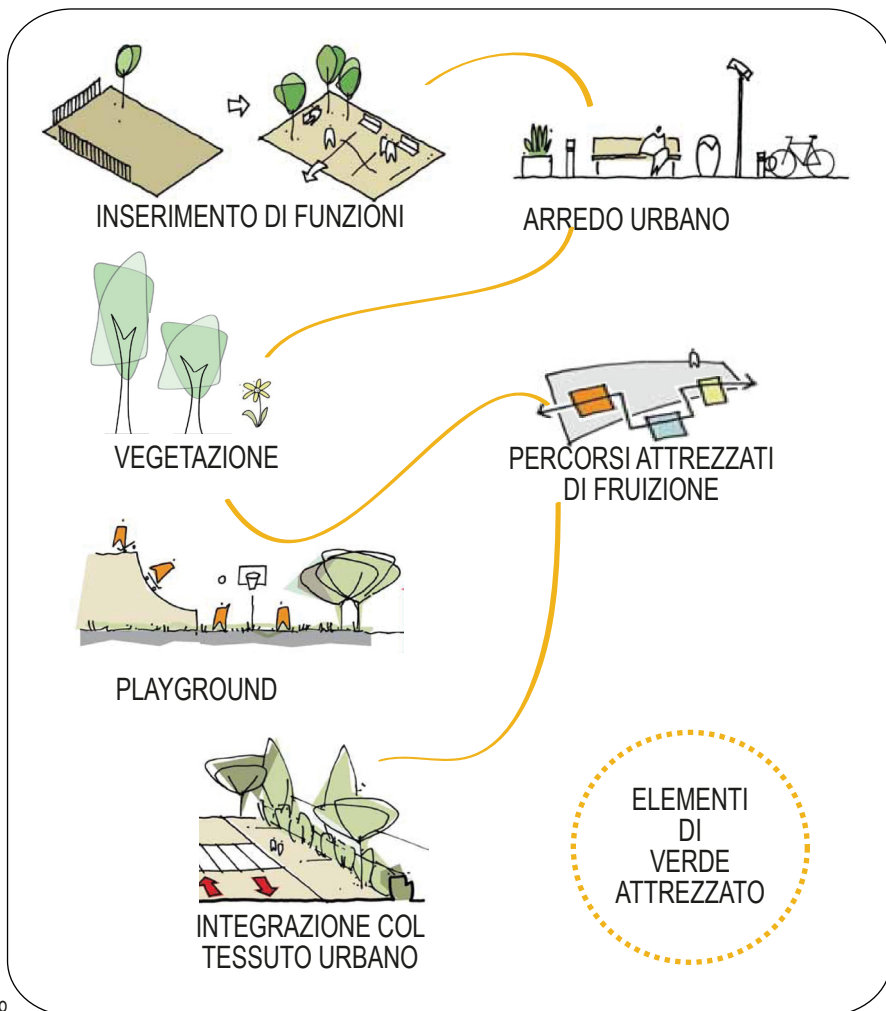 INSERIMENTO DI FUNZIONI
ARREDO URBANO
VEGETAZIONE
PERCORSI ATTREZZATI
DI FRUIZIONE
PLAYGROUND
INTEGRAZIONE COL
TESSUTO URBANO
ELEMENTI
DI
VERDE
ATTREZZATO